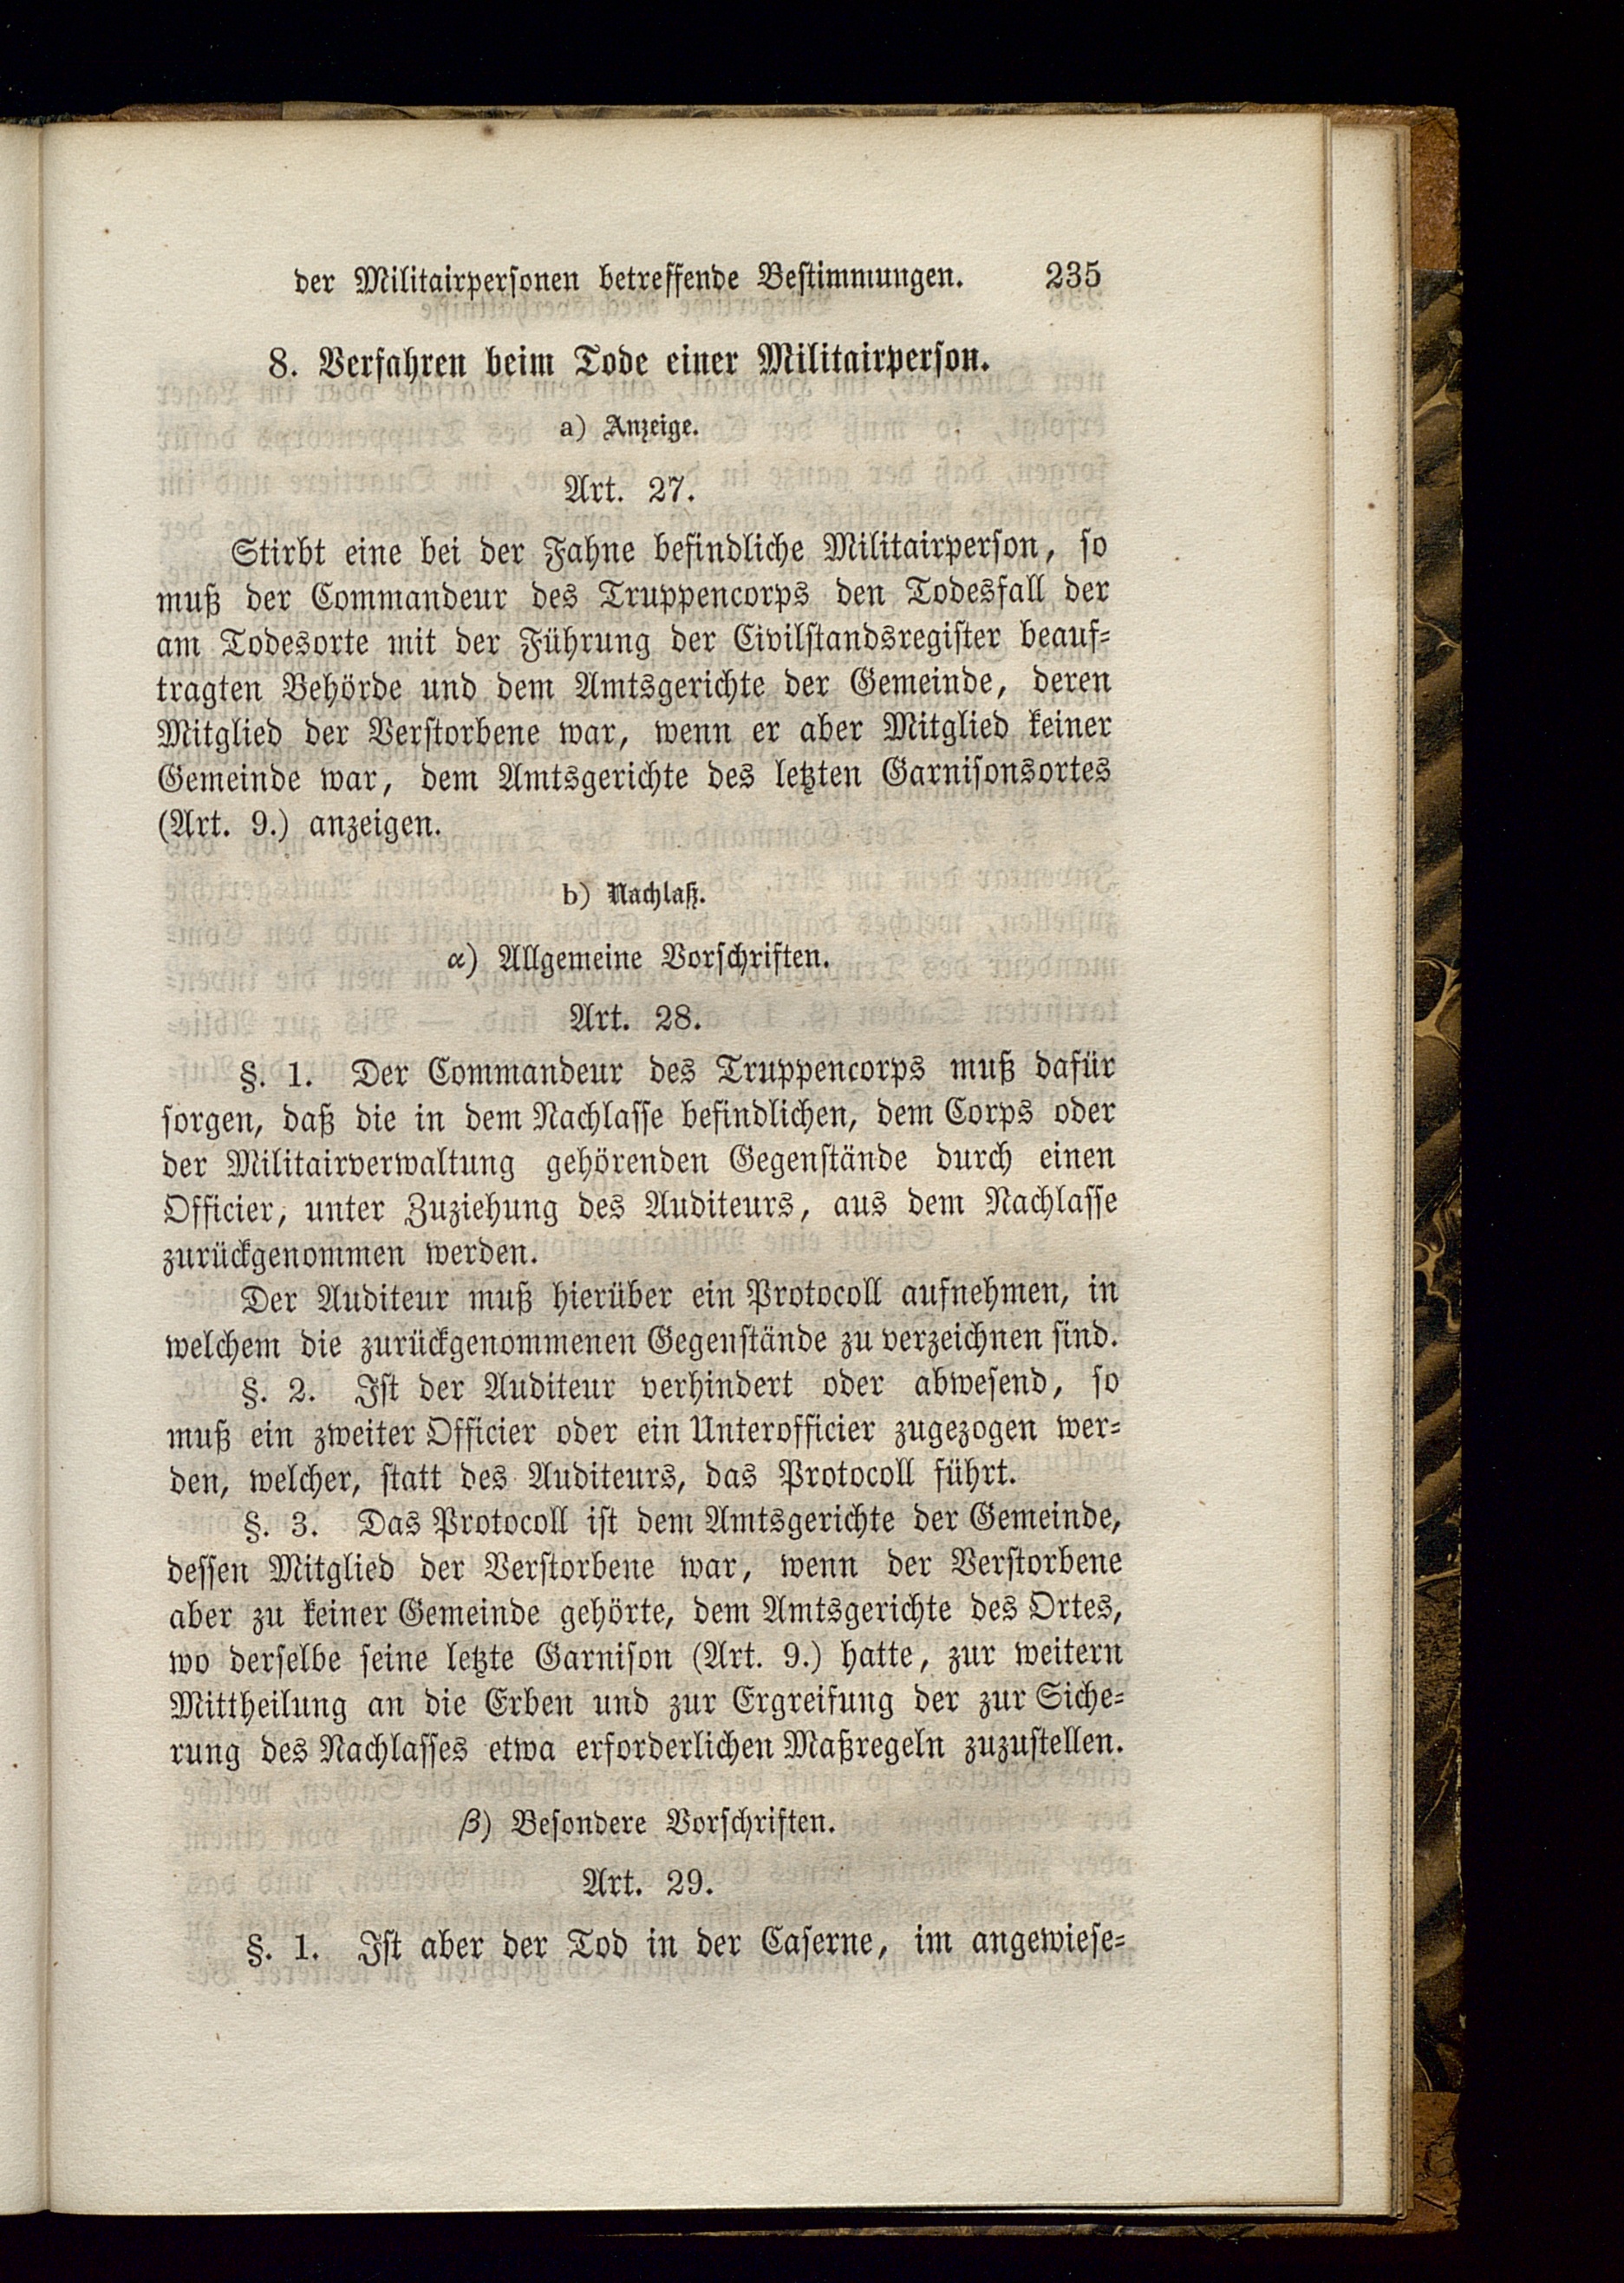 der Militairpersonen betreffende Bestimmungen. 235
8. Verfahren beim Tode einer Militairperson.
a) Anzeige.
Art. 27.
Stirbt eine bei der Fahne befindliche Militairperson, so
muß der Commandeur des Truppencorps den Todesfall der
am Todesorte mit der Führung der Civilstandsregister beauf-
tragten Behörde und dem Amtsgerichte der Gemeinde, deren
Mitglied der Verstorbene war, wenn er aber Mitglied keiner
Gemeinde war, dem Amtsgerichte des letzten Garnisonsortes
(Art. 9.) anzeigen.
b) Nachlaß.
α) Allgemeine Vorschriften.
Art. 28.
§. 1. Der Commandeur des Truppencorps muß dafür
sorgen, daß die in dem Nachlasse befindlichen, dem Corps oder
der Militairverwaltung gehörenden Gegenstände durch einen
Officier, unter Zuziehung des Auditeurs, aus dem Nachlasse
zurückgenommen werden.
Der Auditeur muß hierüber ein Protocoll aufnehmen, in
welchem die zurückgenommenen Gegenstände zu verzeichnen sind.
§. 2. Ist der Auditeur verhindert oder abwesend, so
muß ein zweiter Officier oder ein Unterofficier zugezogen wer-
den, welcher, statt des Auditeurs, das Protocoll führt.
§. 3. Das Protocoll ist dem Amtsgerichte der Gemeinde,
dessen Mitglied der Verstorbene war, wenn der Verstorbene
aber zu keiner Gemeinde gehörte, dem Amtsgerichte des Ortes,
wo derselbe seine letzte Garnison (Art. 9.) hatte, zur weitern
Mittheilung an die Erben und zur Ergreifung der zur Siche-
rung des Nachlasses etwa erforderlichen Maßregeln zuzustellen.
β) Besondere Vorschriften.
Art. 29.
§. 1. Ist aber der Tod in der Caserne, im angewiese-